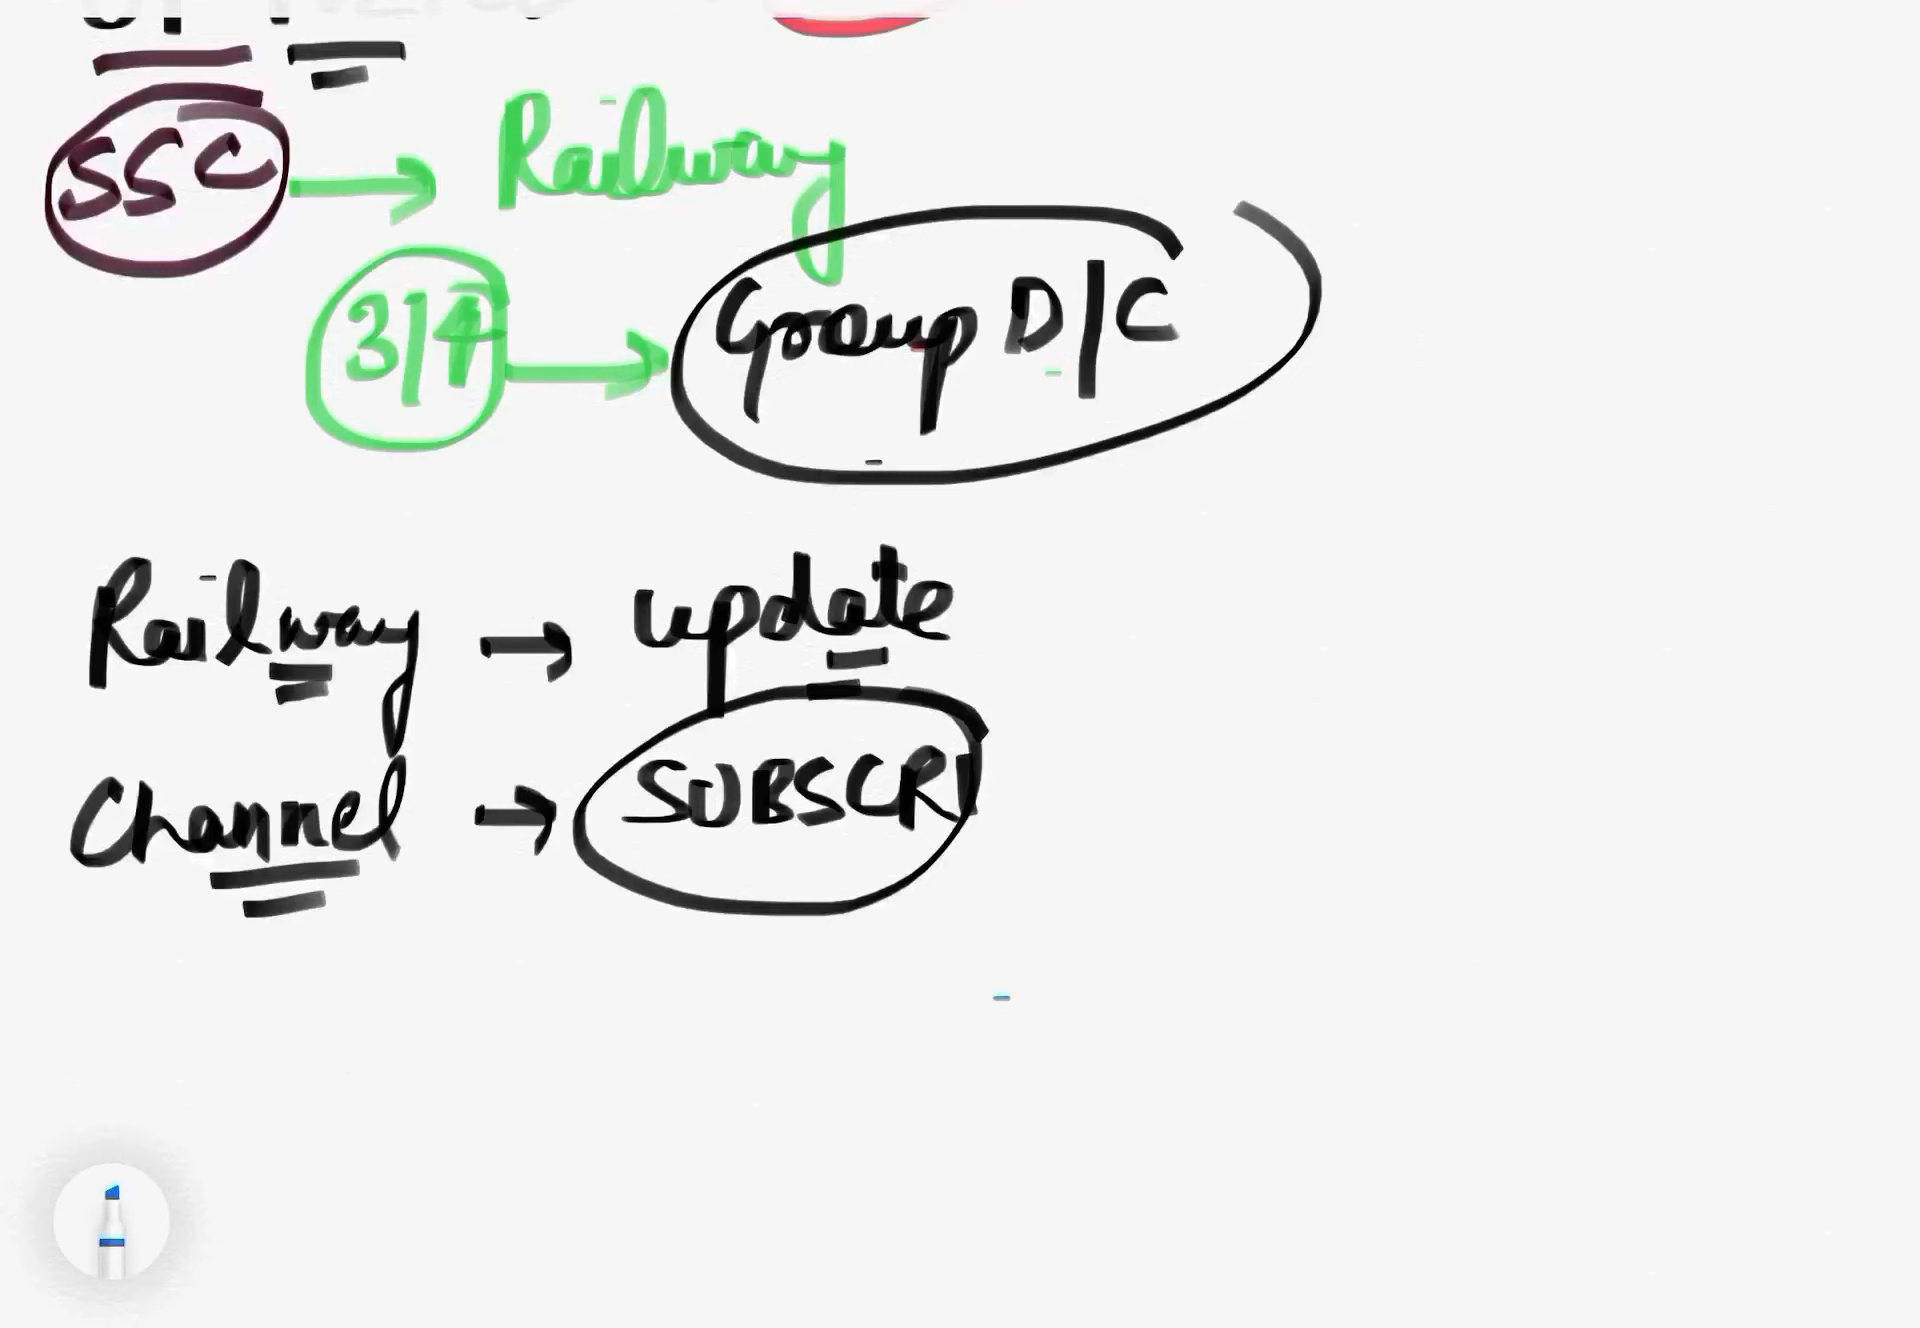 SSC → Railway
3/4 → Group D/C
Railway → update
Channel → SUBSCRI